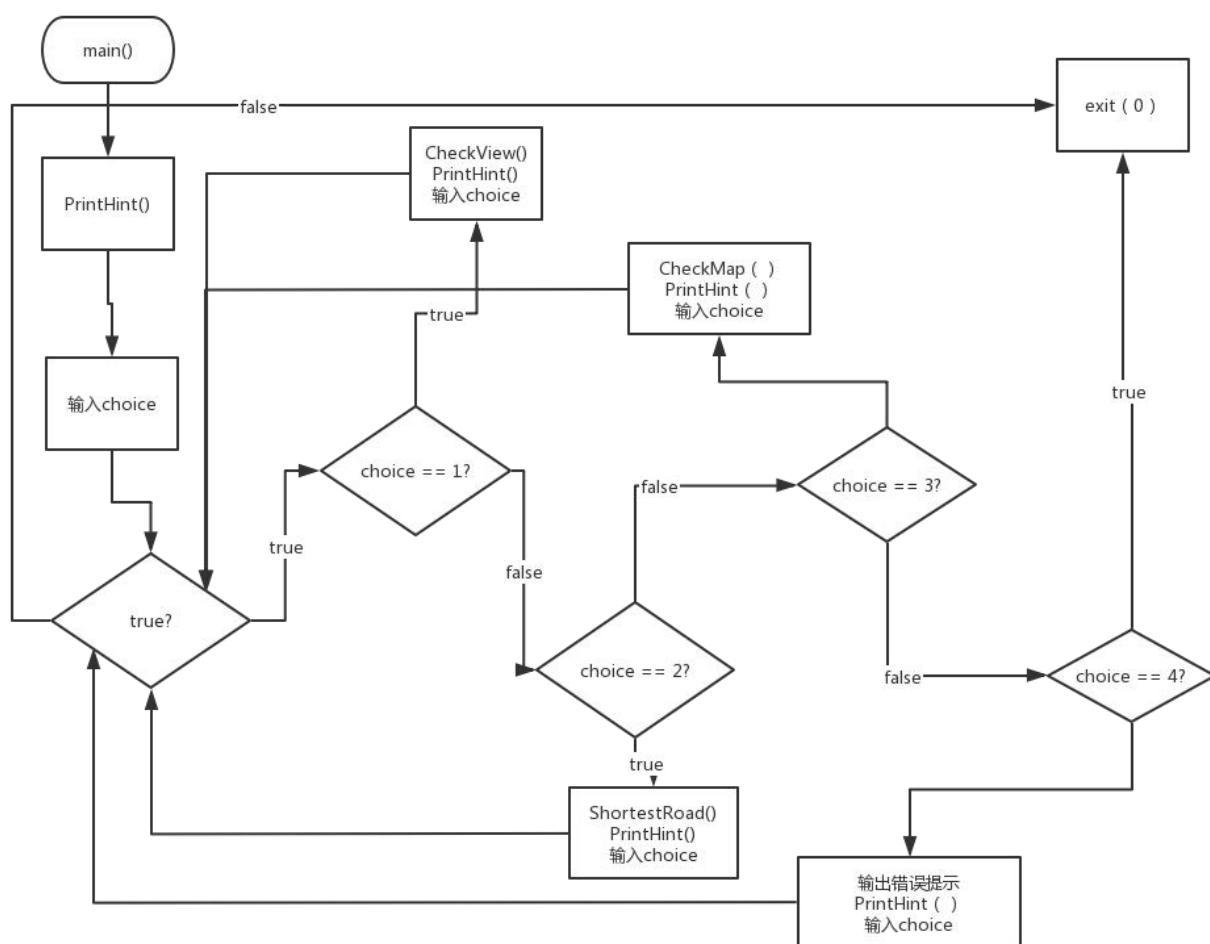 main()
false
exit ( 0 )
CheckView()
PrintHint()
输入choice
PrintHint()
CheckMap ( )
PrintHint ( )
输入choice
true
输入choice
true
choice == 1?
choice == 3?
false
true
false
true?
choice == 2?
false
choice == 4?
true
ShortestRoad()
PrintHint()
输入choice
输出错误提示
PrintHint ( )
输入choice